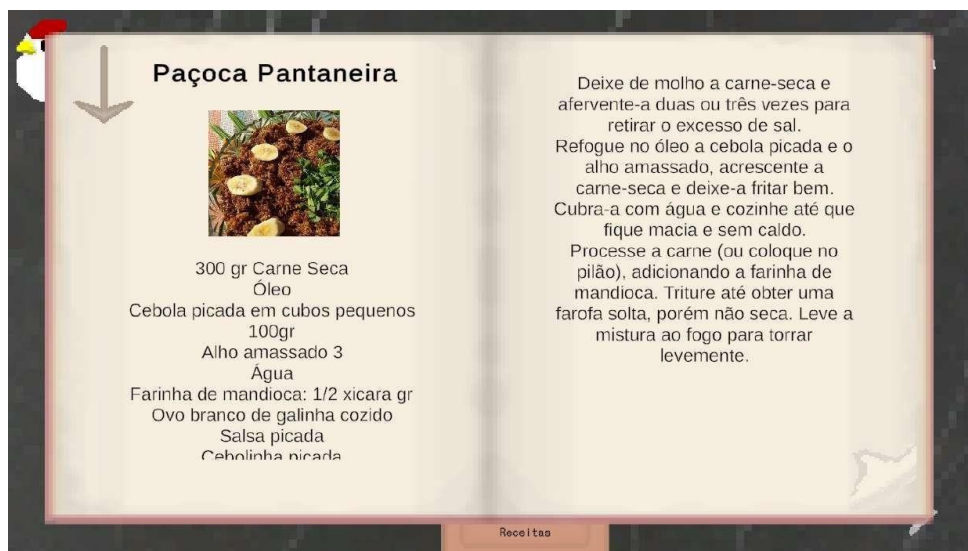 Paçoca Pantaneira
300 gr Carne Seca
Óleo
Cebola picada em cubos pequenos
100gr
Alho amassado 3
Água
Farinha de mandioca: 1/2 xicara gr
Ovo branco de galinha cozido
Salsa picada
Cebolinha picada
Deixe de molho a carne-seca e
afervente-a duas ou três vezes para
retirar o excesso de sal.
Refogue no óleo a cebola picada e o
alho amassado, acrescente a
carne-seca e deixe-a fritar bem.
Cubra-a com água e cozinhe até que
fique macia e sem caldo.
Processe a carne (ou coloque no
pilão), adicionando a farinha de
mandioca. Triture até obter uma
farofa solta, porém não seca. Leve a
mistura ao fogo para torrar
levemente.
Receitas